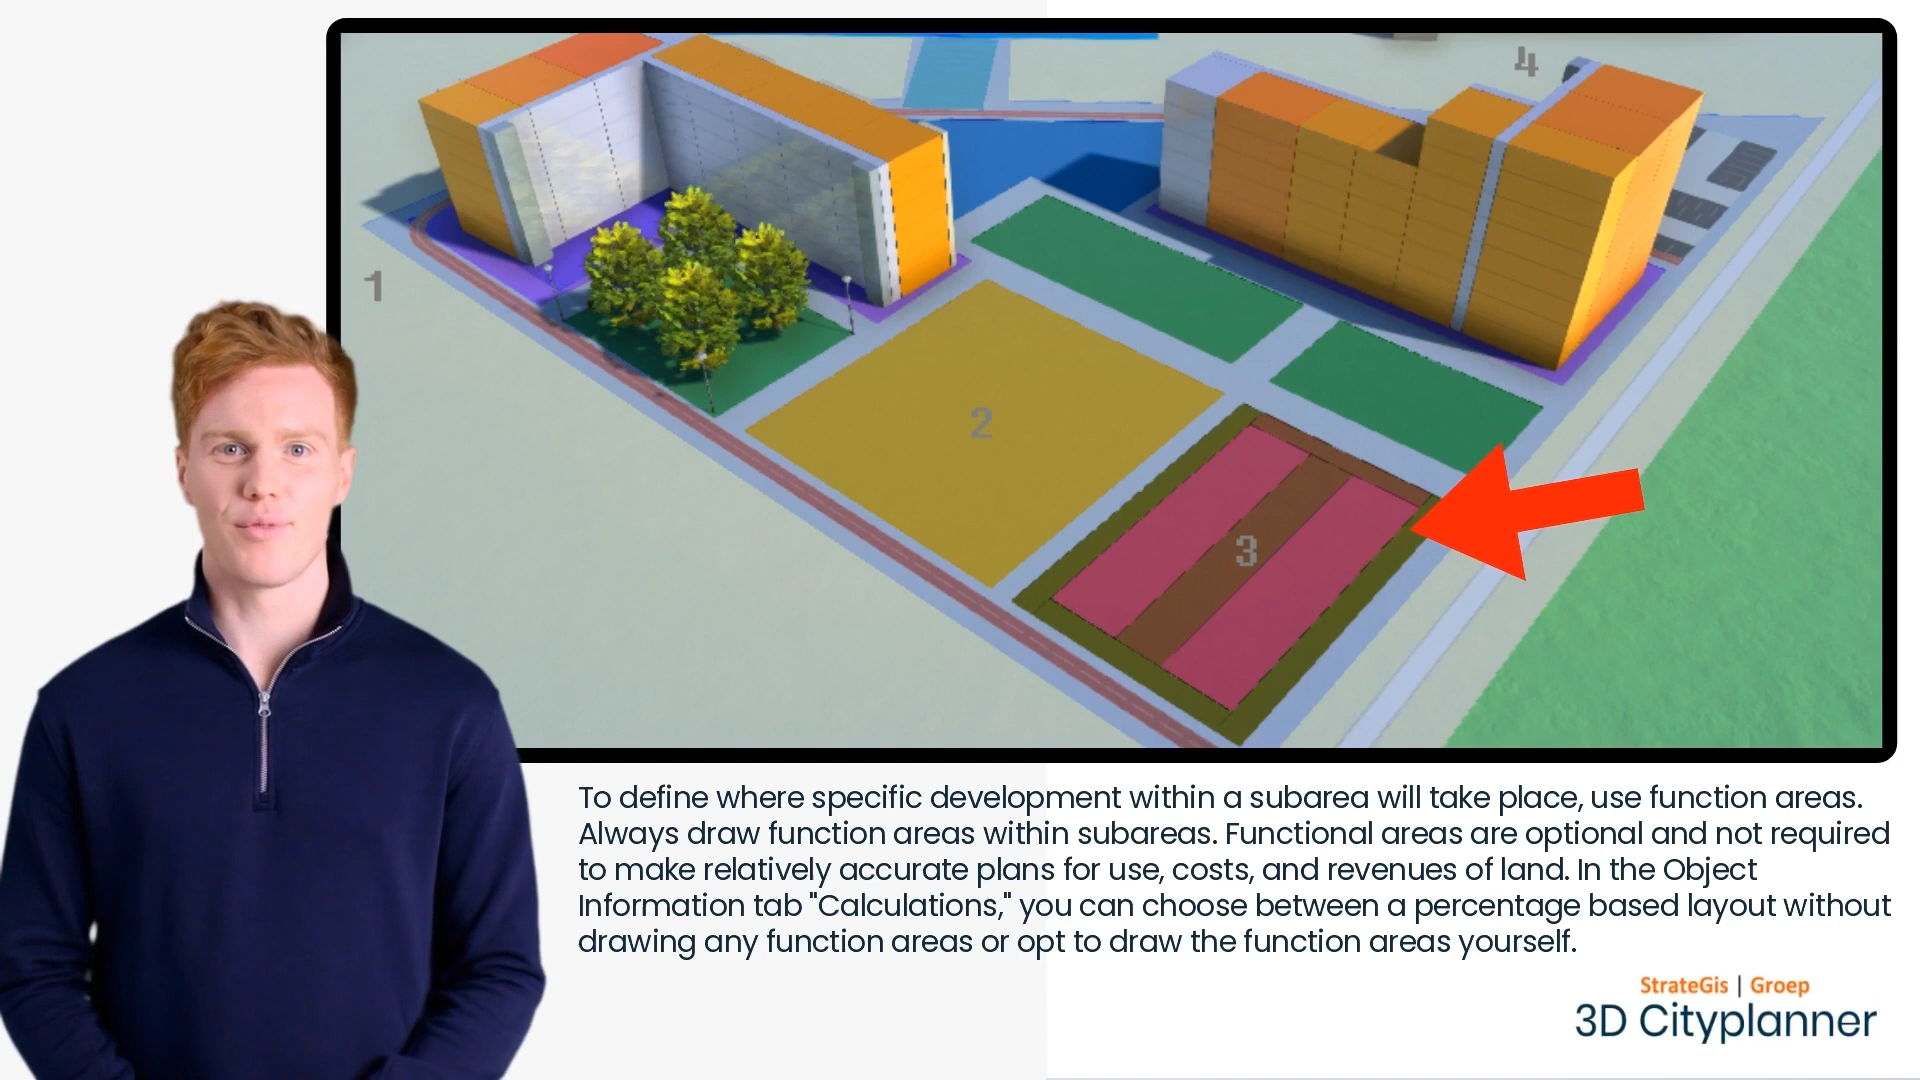 4
1
2
3
To define where specific development within a subarea will take place, use function areas.
Always draw function areas within subareas. Functional areas are optional and not required
to make relatively accurate plans for use, costs, and revenues of land. In the Object
Information tab "Calculations," you can choose between a percentage based layout without
drawing any function areas or opt to draw the function areas yourself.
StrateGis | Groep
3D Cityplanner